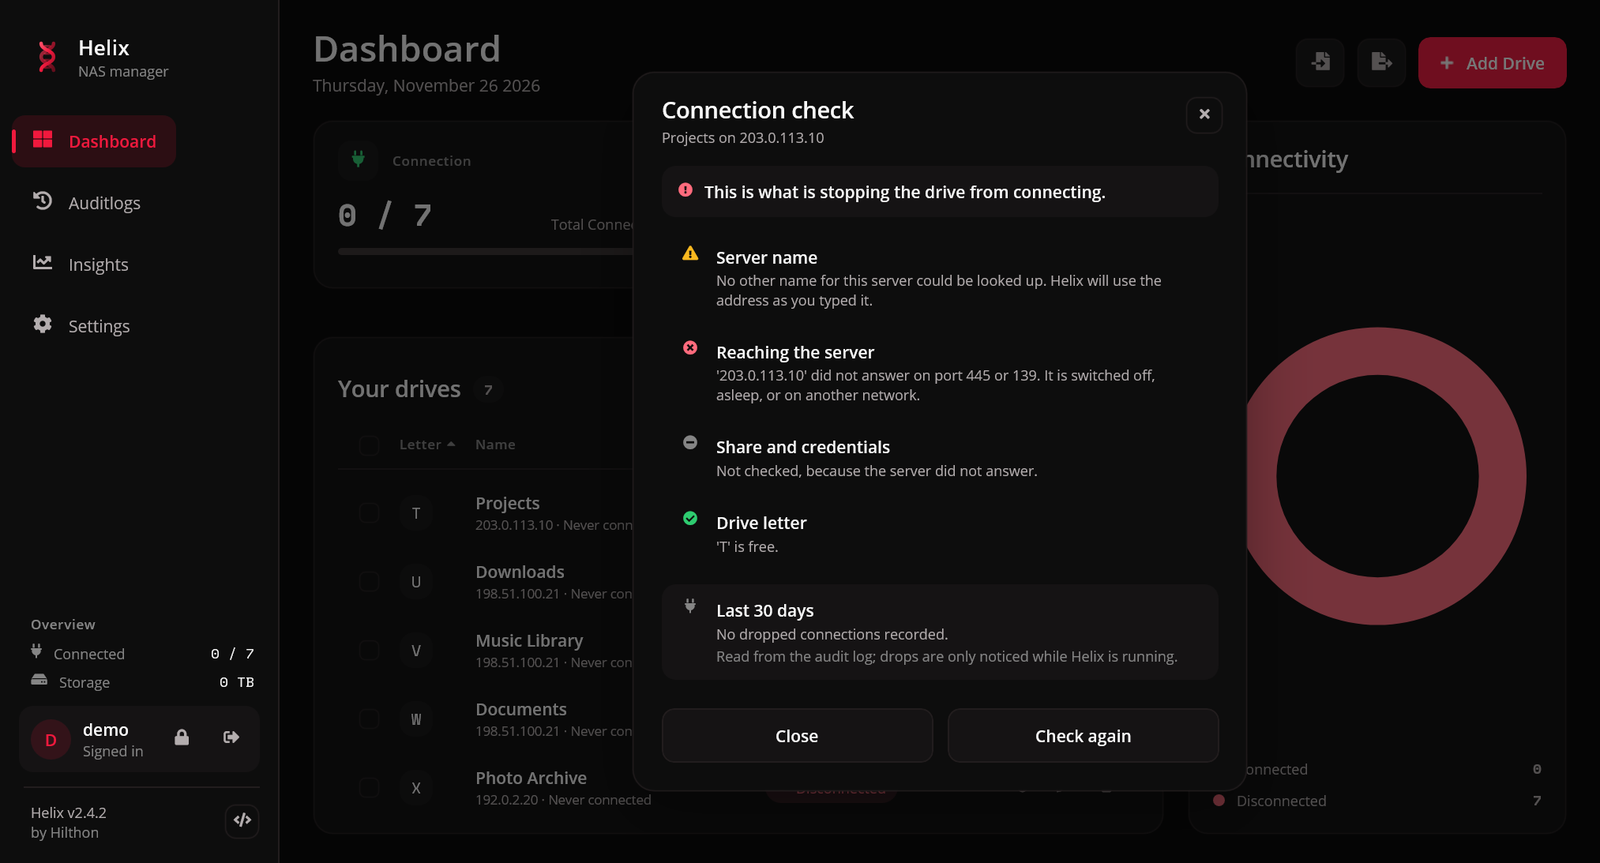 Helix
NAS manager
Dashboard
Auditlogs
Insights
Settings
Overview
Connected 0 / 7
Storage 0 TB
D
demo
Signed in
Helix v2.4.2
by Hilthon
Dashboard
Thursday, November 26 2026
Add Drive
Connection
0 / 7
Total Conne
Your drives 7
Letter Name
T
Projects
203.0.113.10 · Never conn
U
Downloads
198.51.100.21 · Never con
V
Music Library
198.51.100.21 · Never con
W
Documents
198.51.100.21 · Never con
X
Photo Archive
192.0.2.20 · Never connected
Disconnected
Connection check
Projects on 203.0.113.10
This is what is stopping the drive from connecting.
Server name
No other name for this server could be looked up. Helix will use the
address as you typed it.
Reaching the server
'203.0.113.10' did not answer on port 445 or 139. It is switched off,
asleep, or on another network.
Share and credentials
Not checked, because the server did not answer.
Drive letter
'T' is free.
Last 30 days
No dropped connections recorded.
Read from the audit log; drops are only noticed while Helix is running.
Close
Check again
nnectivity
onnected 0
Disconnected 7